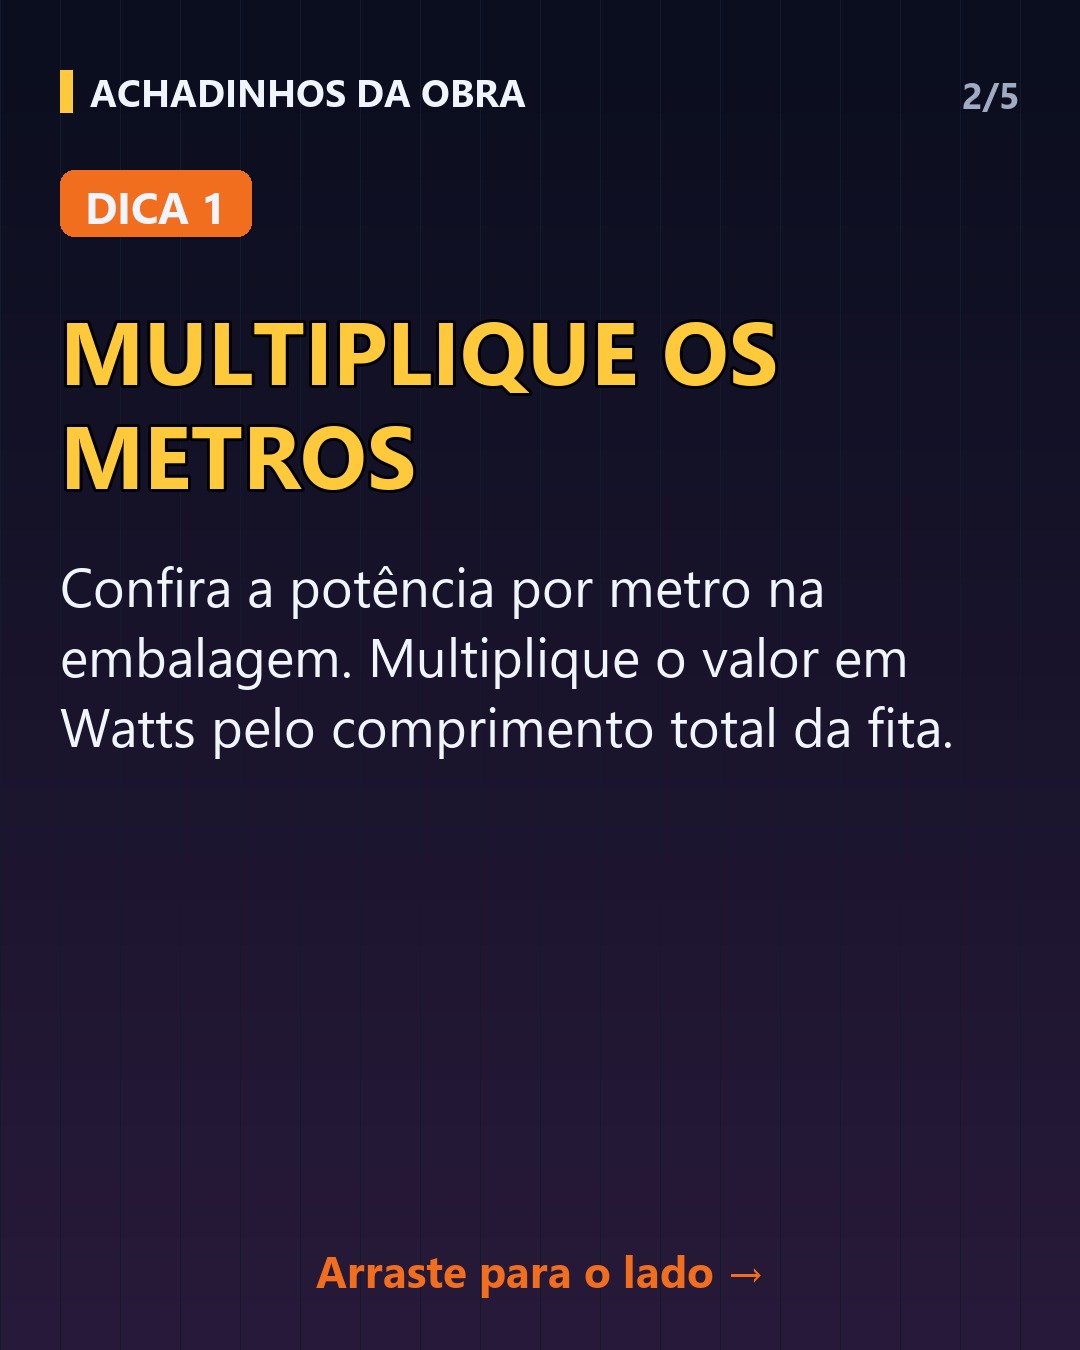 ACHADINHOS DA OBRA
2/5
DICA 1
MULTIPLIQUE OS
METROS
Confira a potência por metro na
embalagem. Multiplique o valor em
Watts pelo comprimento total da fita.
Arraste para o lado →